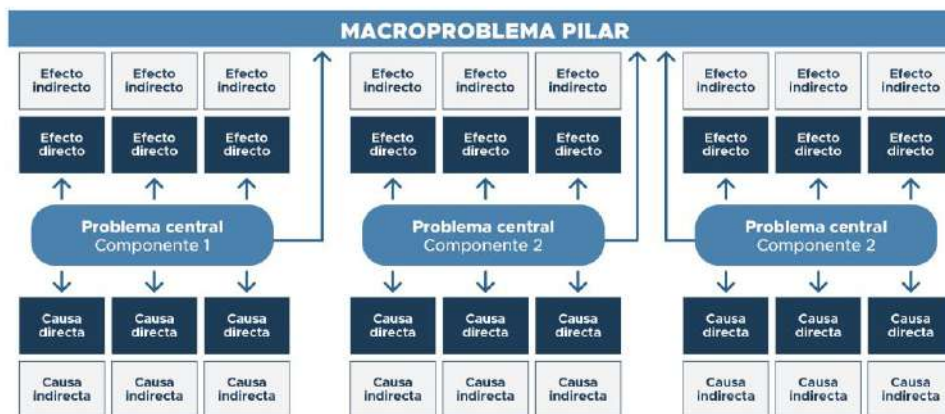 MACROPROBLEMA PILAR
Efecto indirecto
Efecto indirecto
Efecto indirecto
Efecto directo
Efecto directo
Efecto directo
Problema central
Componente 1
Causa directa
Causa directa
Causa directa
Causa indirecta
Causa indirecta
Causa indirecta
Efecto indirecto
Efecto indirecto
Efecto indirecto
Efecto directo
Efecto directo
Efecto directo
Problema central
Componente 2
Causa directa
Causa directa
Causa directa
Causa indirecta
Causa indirecta
Causa indirecta
Efecto indirecto
Efecto indirecto
Efecto indirecto
Efecto directo
Efecto directo
Efecto directo
Problema central
Componente 2
Causa directa
Causa directa
Causa directa
Causa indirecta
Causa indirecta
Causa indirecta